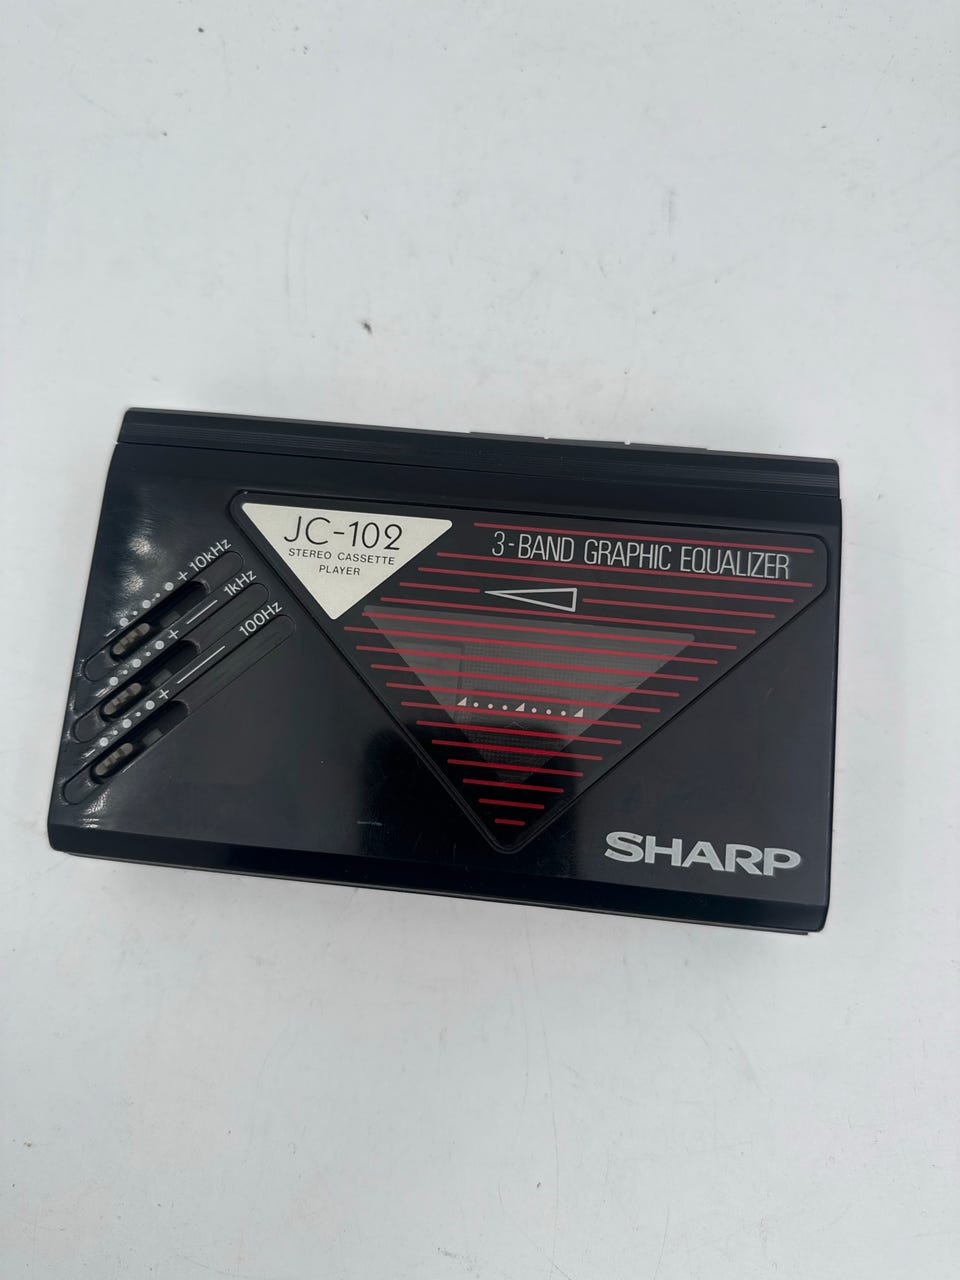 JC-102
STEREO CASSETTE
PLAYER
3-BAND GRAPHIC EQUALIZER
- + 10kHz
- + 1kHz
- + 100Hz
SHARP